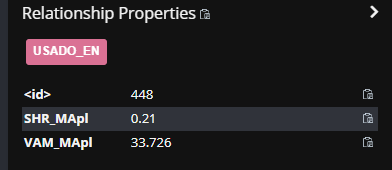 Relationship Properties
USADO_EN
<id> 448
SHR_MApl 0.21
VAM_MApl 33.726